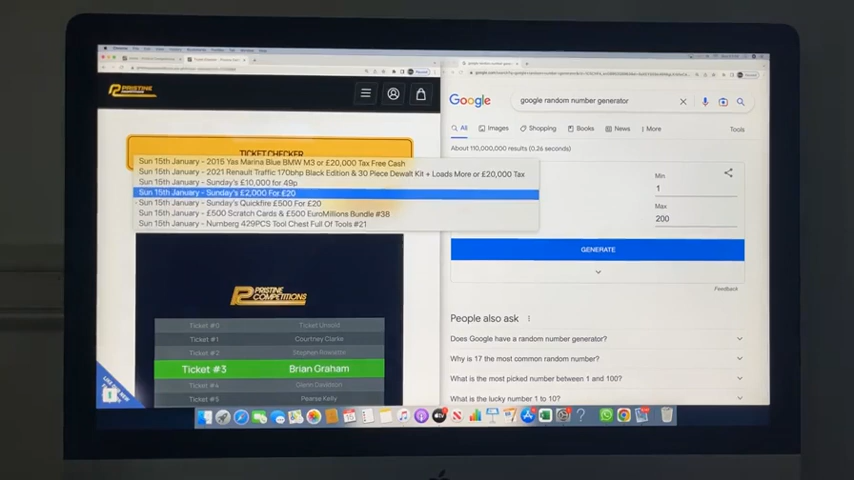 PRISTINE
COMPETITIONS
TICKET CHECKER
Sun 15th January - 2015 Yas Marina Blue BMW M3 or £20,000 Tax Free Cash
Sun 15th January - 2021 Renault Traffic 170bhp Black Edition & 30 Piece Dewalt Kit + Loads More or £20,000 Tax
Sun 15th January - Sunday's £10,000 for 49p
Sun 15th January - Sunday's £2,000 For £20
Sun 15th January - Sunday's Quickfire £500 For £20
Sun 15th January - £500 Scratch Cards & £500 EuroMillions Bundle #38
Sun 15th January - Nurnberg 429PCS Tool Chest Full Of Tools #21
PRISTINE
COMPETITIONS
Ticket #0 Ticket Unsold
Ticket #1 Courtney Clarke
Ticket #2 Stephen
Ticket #3 Brian Graham
Ticket #4 Glenn Davidson
Ticket #5 Pearse Kelly
Google
google random number generator
All Images Shopping Books News More Tools
About 110,000,000 results (0.26 seconds)
Min
1
Max
200
GENERATE
Feedback
People also ask
Does Google have a random number generator?
Why is 17 the most common random number?
What is the most picked number between 1 and 100?
What is the lucky number 1 to 10?